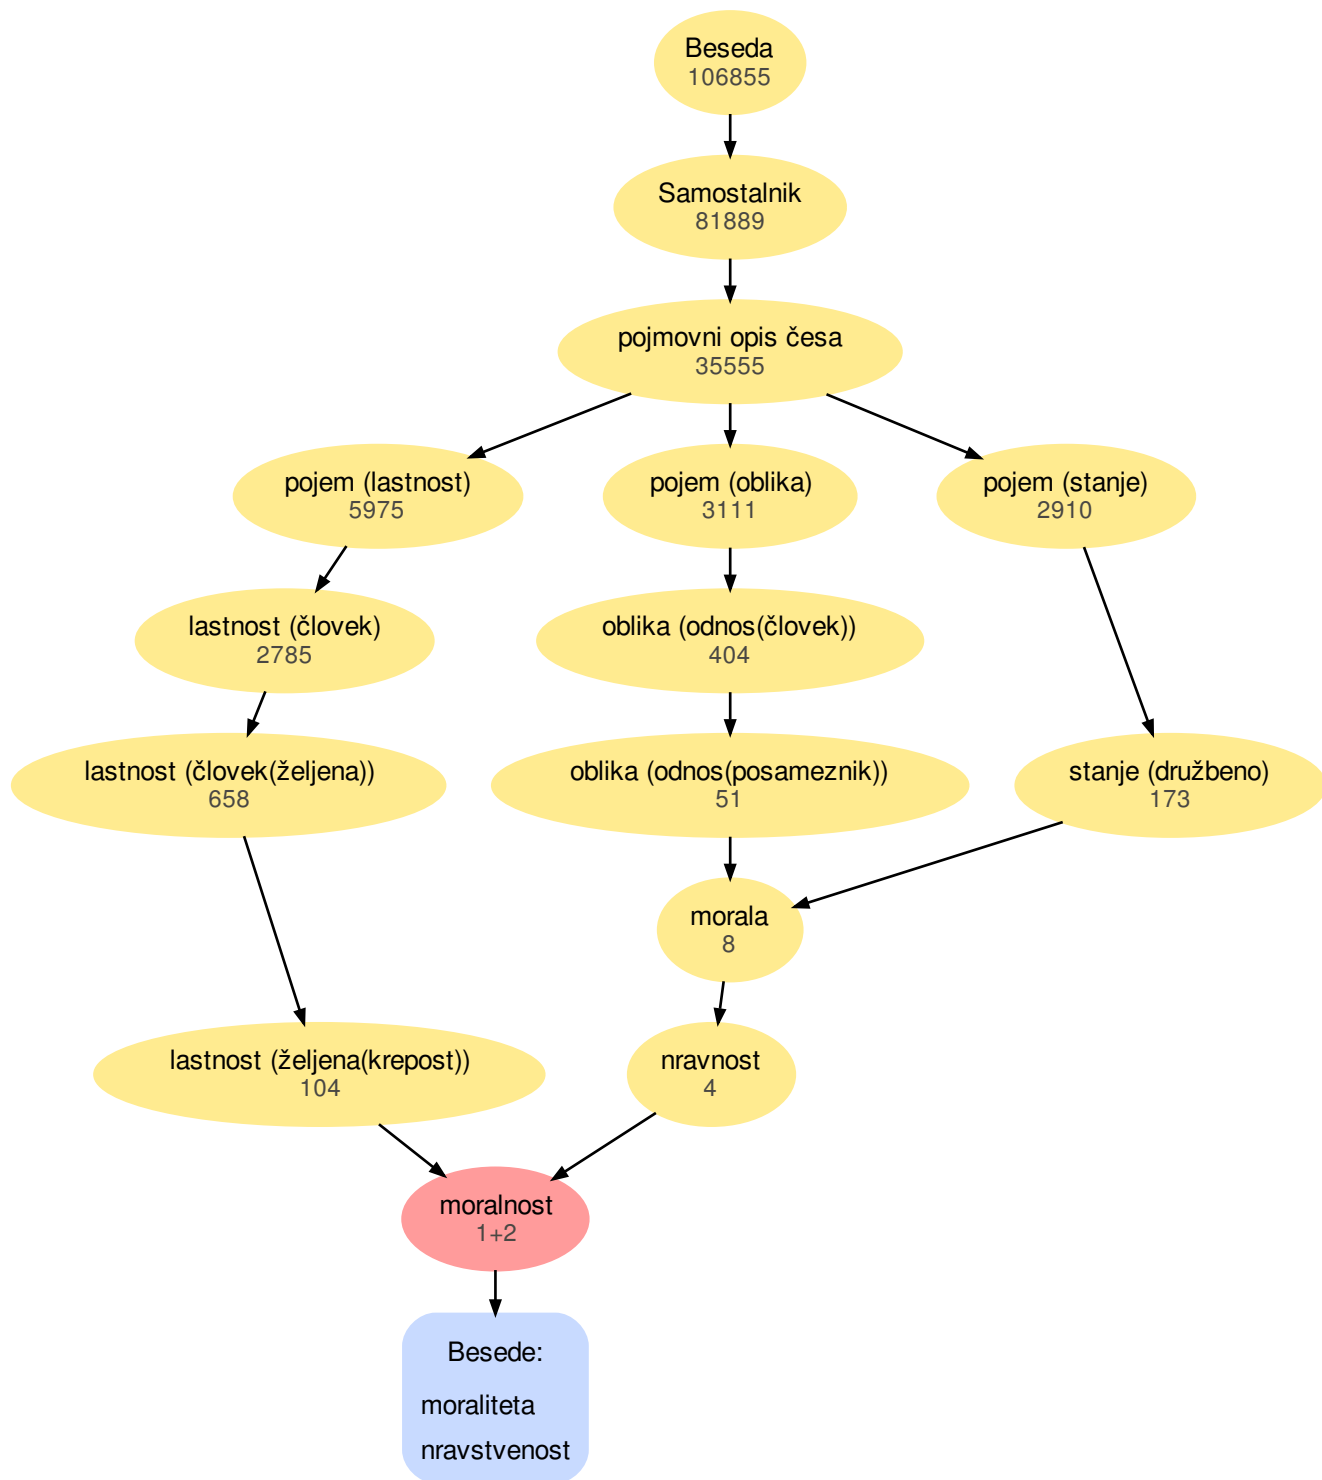 Beseda
106855
Samostalnik
81889
pojmovni opis česa
35555
pojem (lastnost)
5975
pojem (oblika)
3111
pojem (stanje)
2910
lastnost (človek)
2785
oblika (odnos(človek))
404
lastnost (človek(željena))
658
oblika (odnos(posameznik))
51
stanje (družbeno)
173
morala
8
lastnost (željena(krepost))
104
nravnost
4
moralnost
1+2
Besede:
moraliteta
nravstvenost